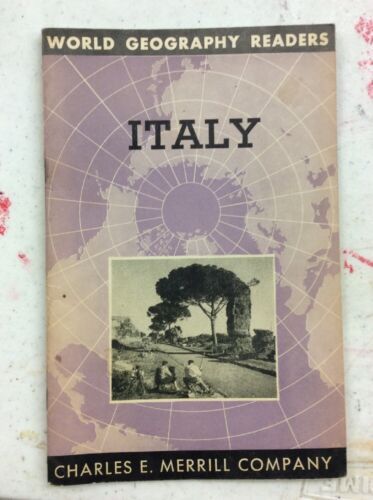 WORLD GEOGRAPHY READERS
ITALY
CHARLES E. MERRILL COMPANY